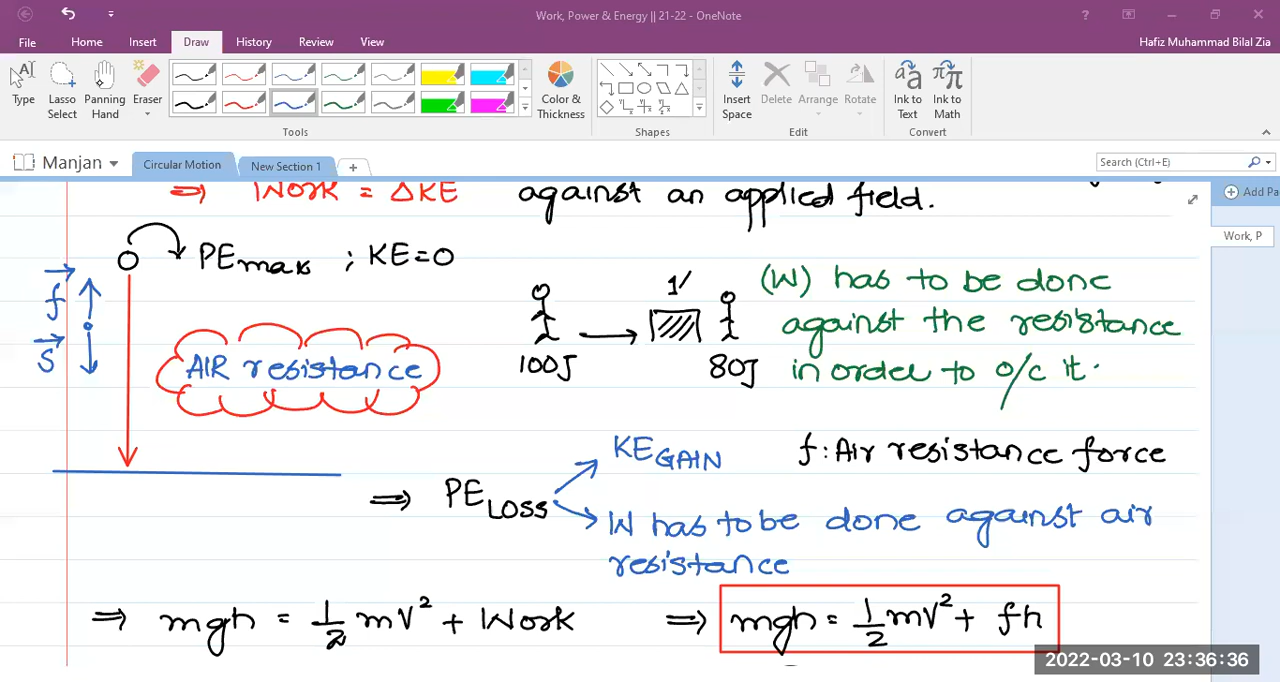 Work, Power & Energy || 21-22 - OneNote
File Home Insert Draw History Review View
Hafiz Muhammad Bilal Zia
Type
Lasso Select
Panning Hand
Eraser
Color & Thickness
Insert Space
Delete
Arrange
Rotate
Ink to Text
Ink to Math
Tools
Shapes
Edit
Convert
Manjan
Circular Motion
New Section 1
Search (Ctrl+E)
⇒ Work = ΔKE
against an applied field.
Add Pa
Work, P
PEmax ; KE=0
f
S
AIR resistance
100J
80J
(W) has to be done
against the resistance
in order to o/c it.
f: Air resistance force
⇒ PELOSS
KEGAIN
W has to be done against air
resistance
⇒ mgh = 1/2 mV² + Work ⇒ mgh = 1/2 mV² + fh
2022-03-10 23:36:36